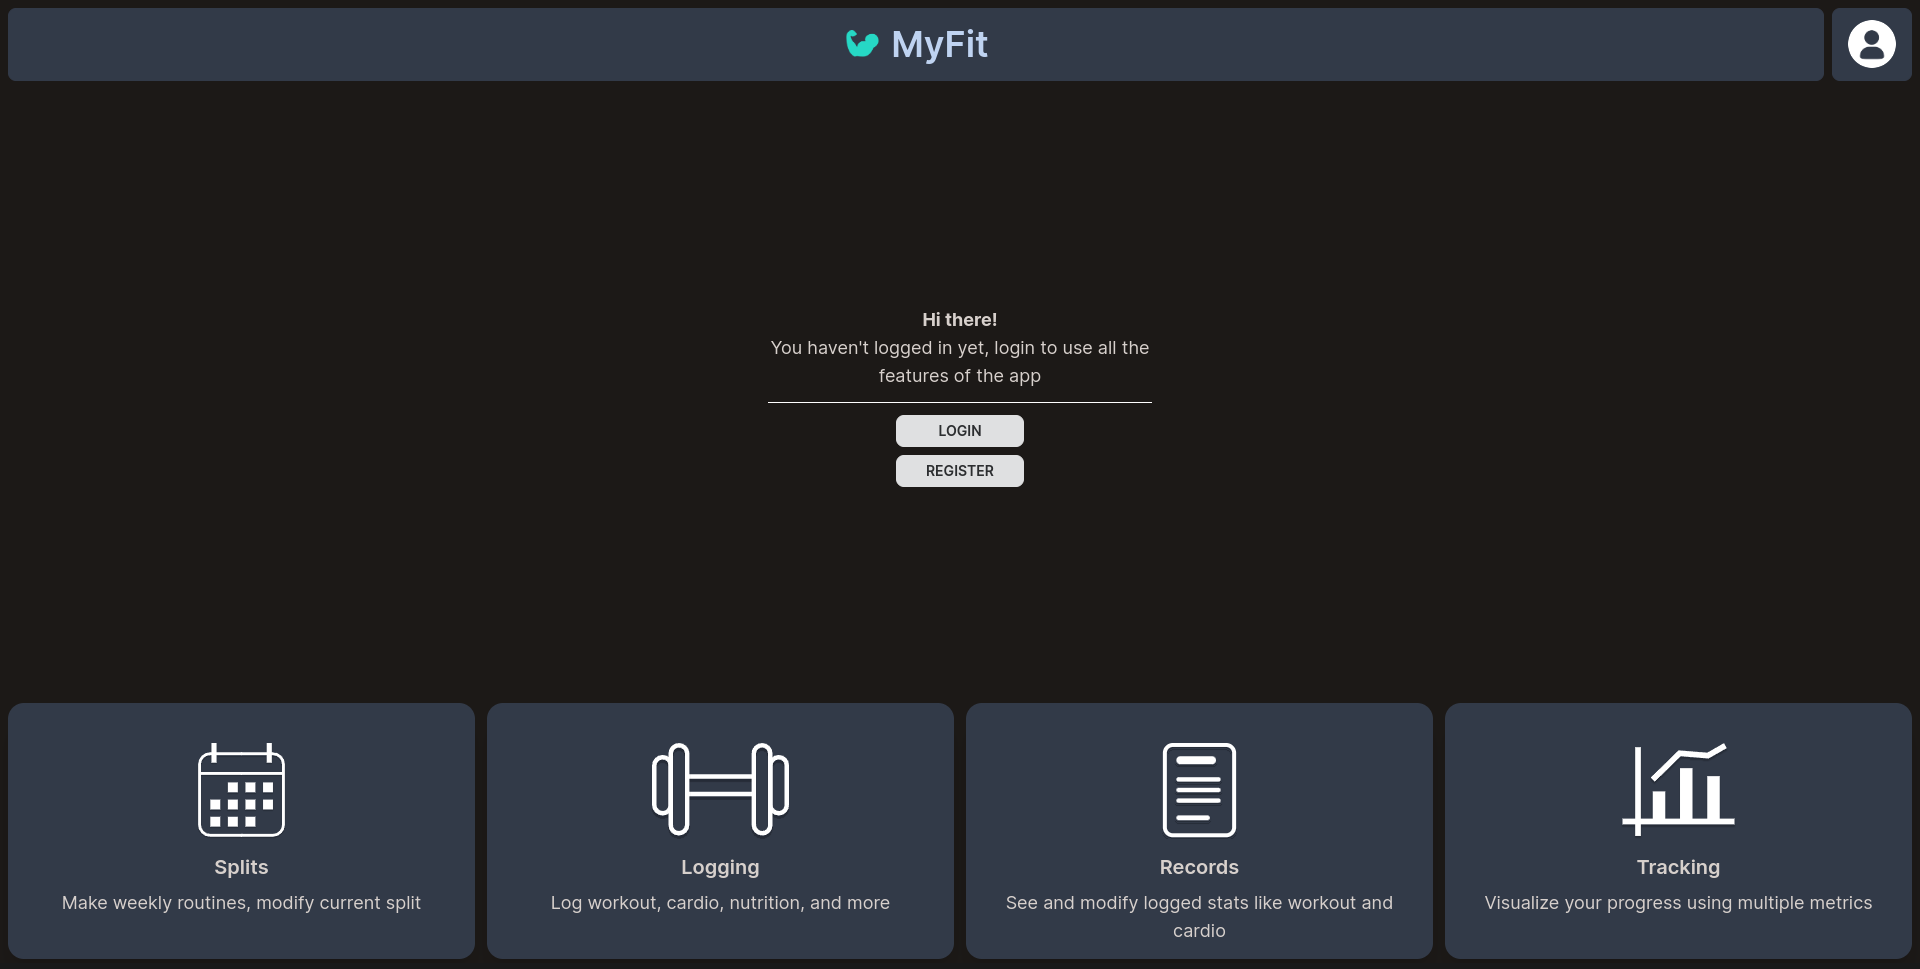 MyFit
Hi there!
You haven't logged in yet, login to use all the
features of the app
LOGIN
REGISTER
Splits
Make weekly routines, modify current split
Logging
Log workout, cardio, nutrition, and more
Records
See and modify logged stats like workout and
cardio
Tracking
Visualize your progress using multiple metrics